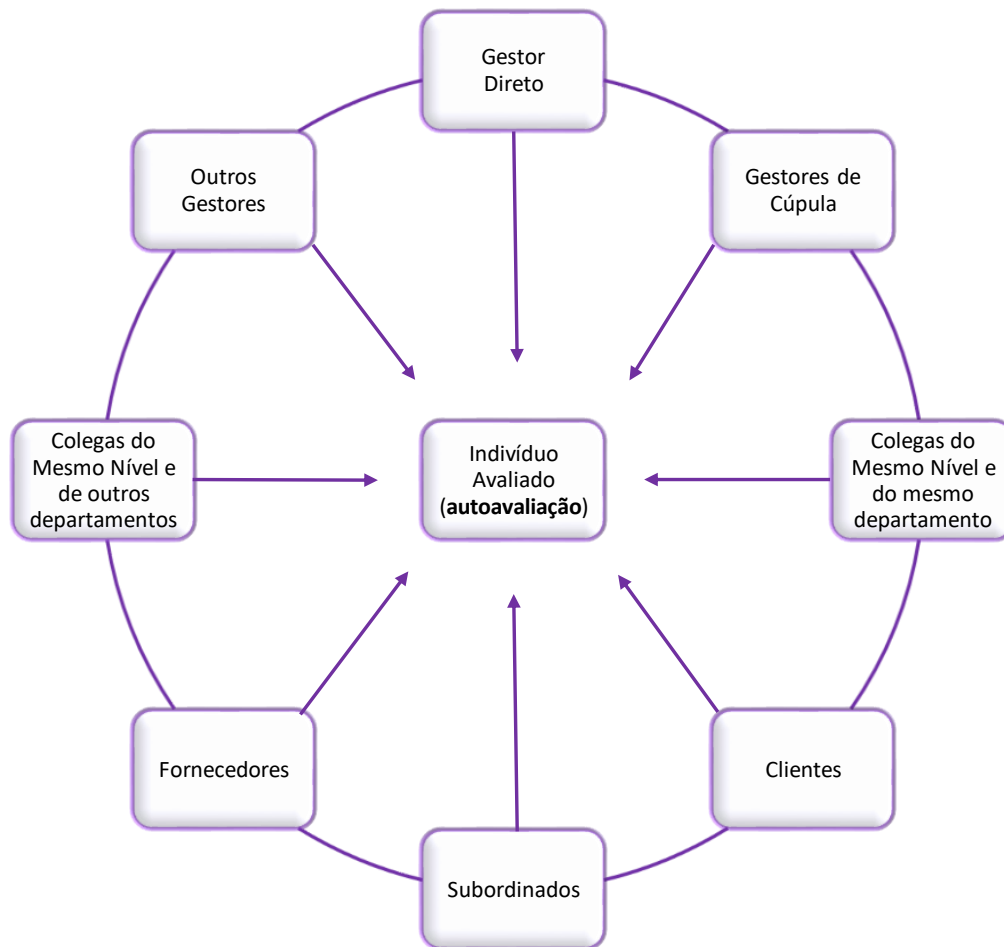 Gestor
Direto
Outros
Gestores
Gestores de
Cúpula
Colegas do
Mesmo Nível e
de outros
departamentos
Indivíduo
Avaliado
(autoavaliação)
Colegas do
Mesmo Nível e
do mesmo
departamento
Fornecedores
Clientes
Subordinados